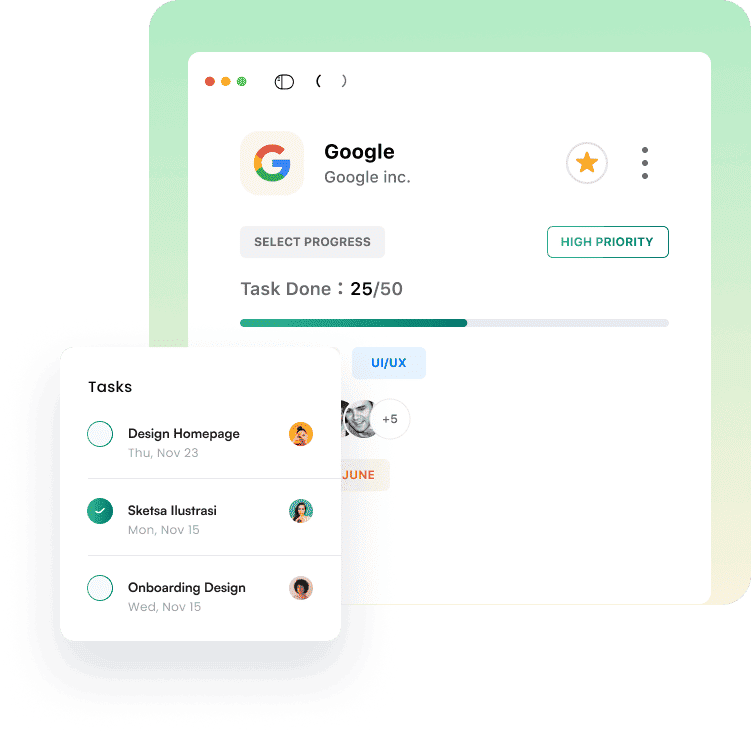 Google
Google inc.
SELECT PROGRESS
HIGH PRIORITY
Task Done : 25/50
UI/UX
+5
JUNE
Tasks
Design Homepage
Thu, Nov 23
Sketsa Ilustrasi
Mon, Nov 15
Onboarding Design
Wed, Nov 15